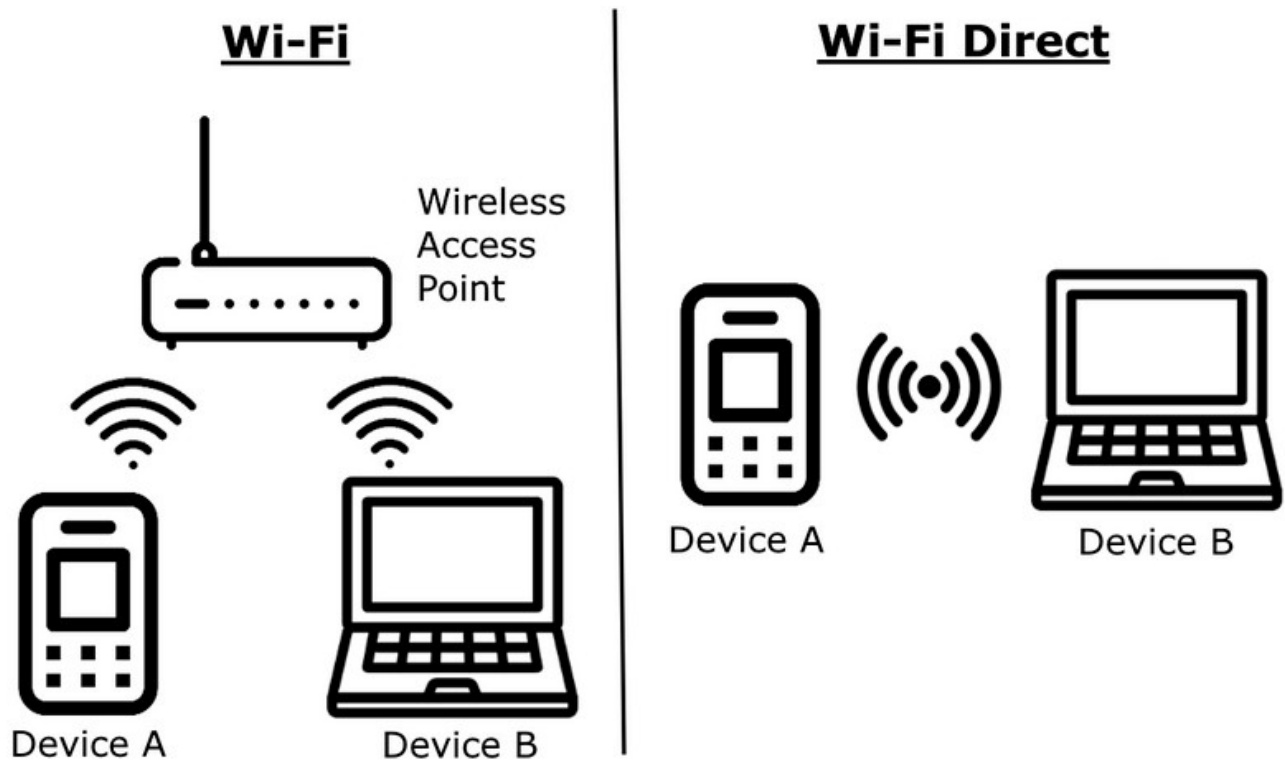 Wi-Fi
Wireless
Access
Point
Device A
Device B
Wi-Fi Direct
Device A
Device B